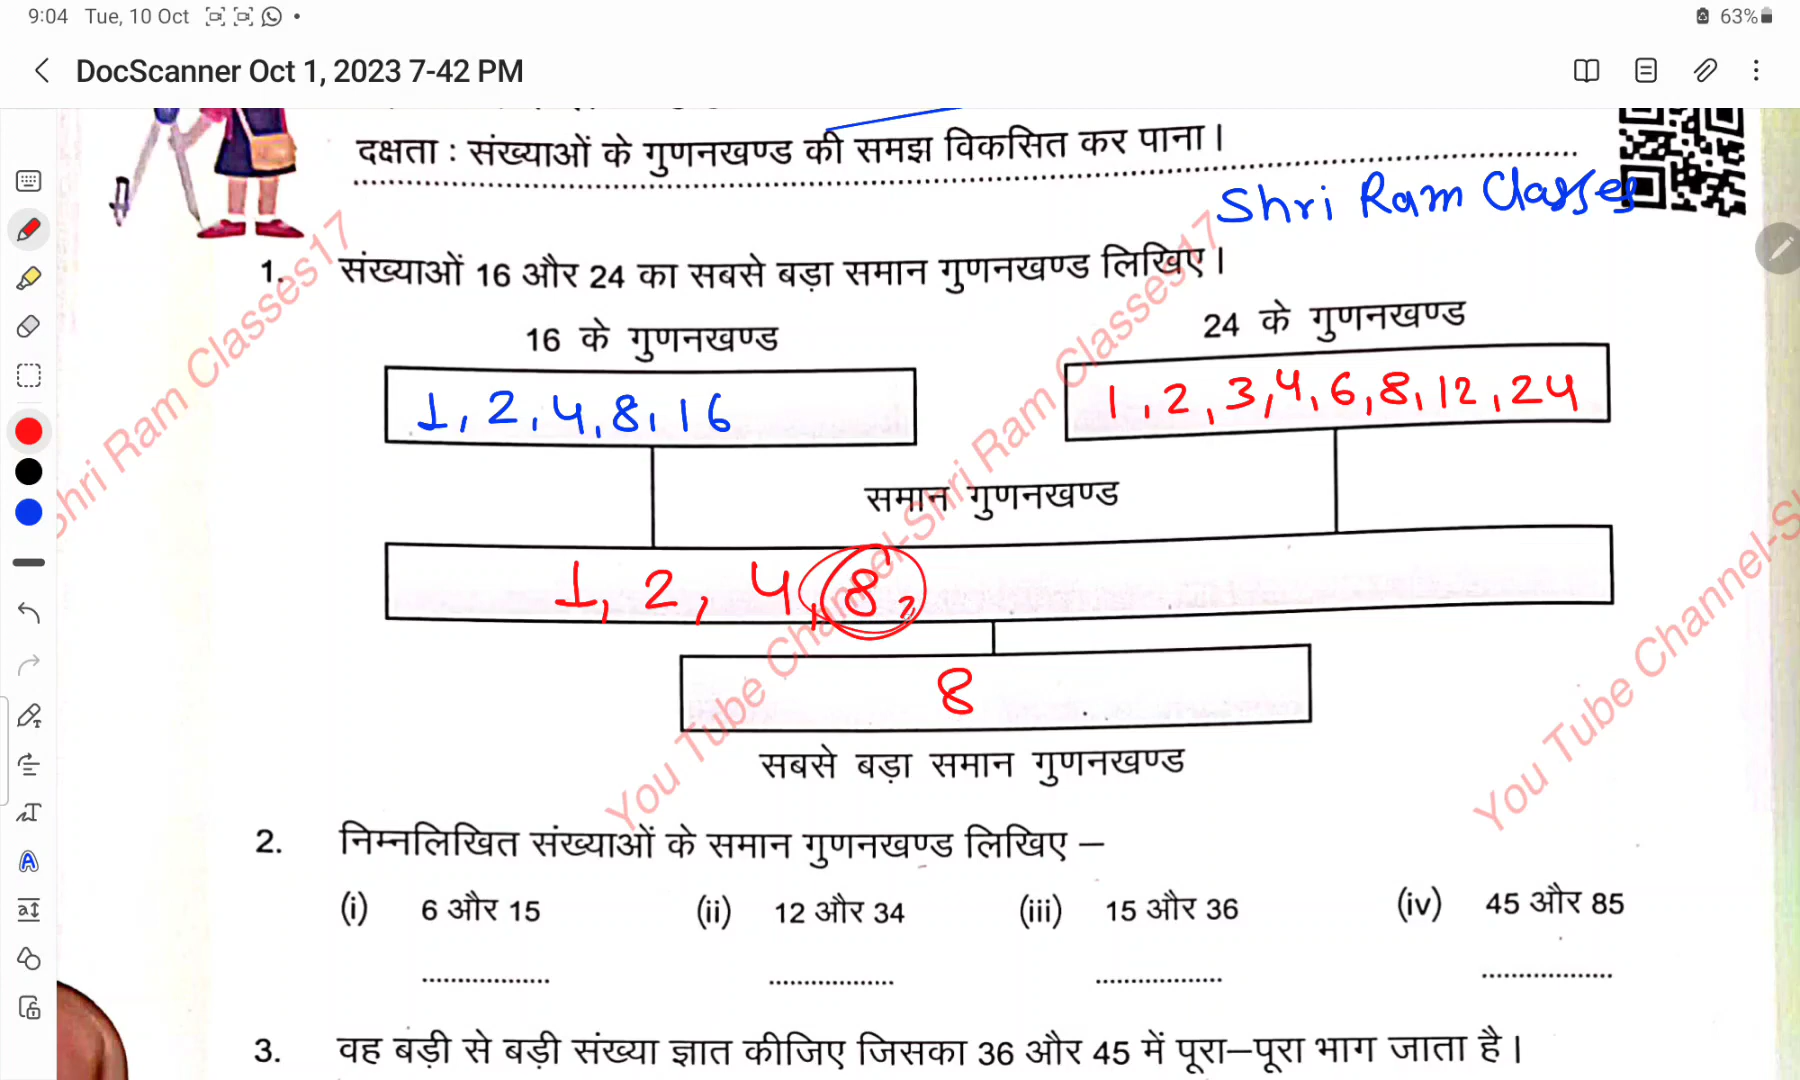 9:04 Tue, 10 Oct
63%
DocScanner Oct 1, 2023 7-42 PM
दक्षता : संख्याओं के गुणनखण्ड की समझ विकसित कर पाना।
Shri Ram Classes
1. संख्याओं 16 और 24 का सबसे बड़ा समान गुणनखण्ड लिखिए।
16 के गुणनखण्ड
24 के गुणनखण्ड
1, 2, 4, 8, 16
1, 2, 3, 4, 6, 8, 12, 24
समान गुणनखण्ड
1, 2, 4, 8,
8
सबसे बड़ा समान गुणनखण्ड
2. निम्नलिखित संख्याओं के समान गुणनखण्ड लिखिए –
(i) 6 और 15 (ii) 12 और 34 (iii) 15 और 36 (iv) 45 और 85
3. वह बड़ी से बड़ी संख्या ज्ञात कीजिए जिसका 36 और 45 में पूरा–पूरा भाग जाता है।
You Tube Channel-Shri Ram Classes17
Shri Ram Classes17
You Tube Channel-S